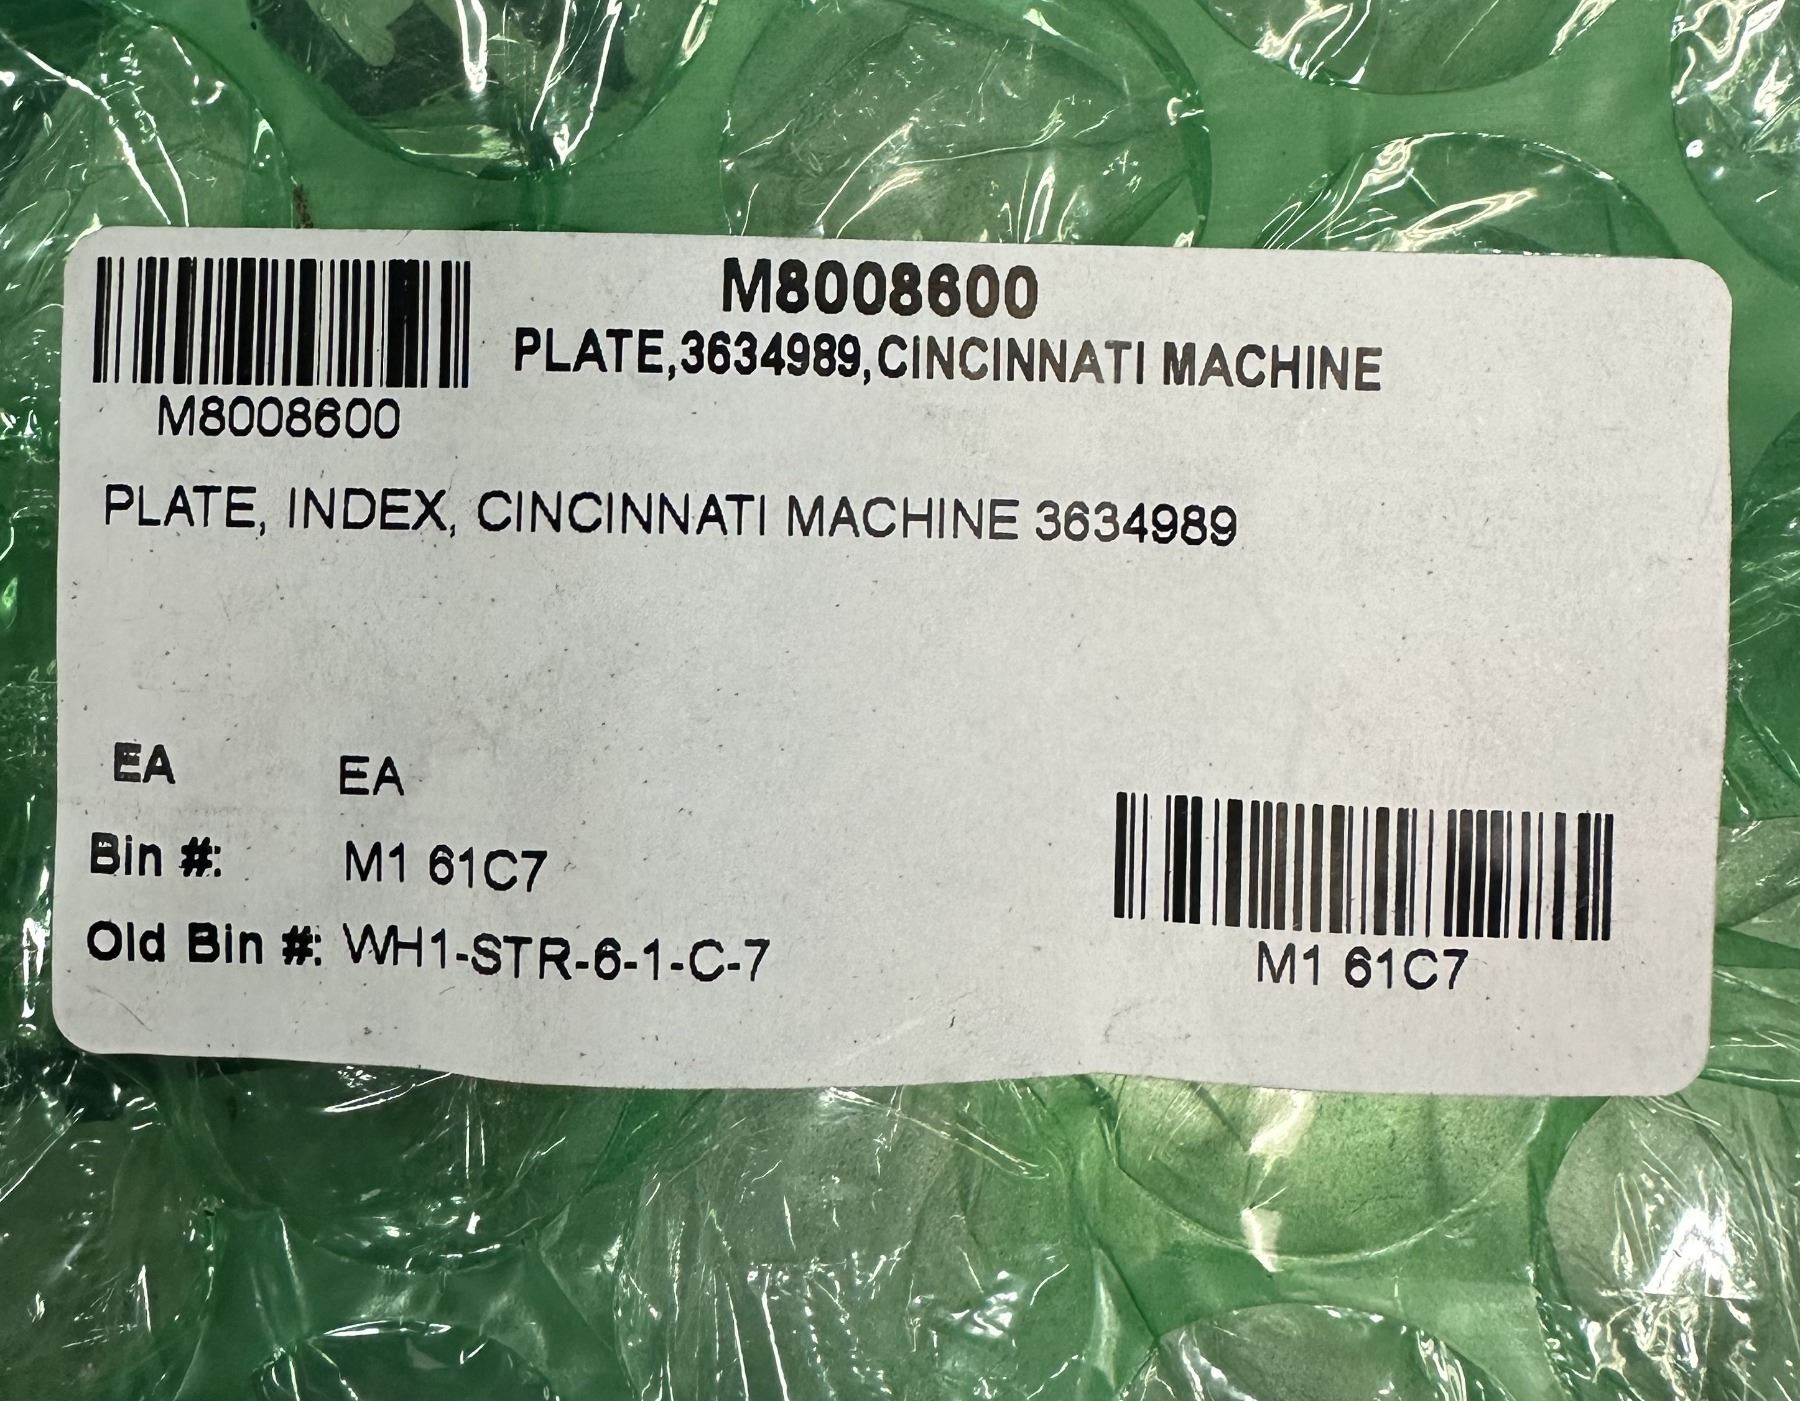 M8008600
PLATE,3634989,CINCINNATI MACHINE
M8008600
PLATE, INDEX, CINCINNATI MACHINE 3634989
EA EA
Bin #: M1 61C7
Old Bin #: WH1-STR-6-1-C-7
M1 61C7